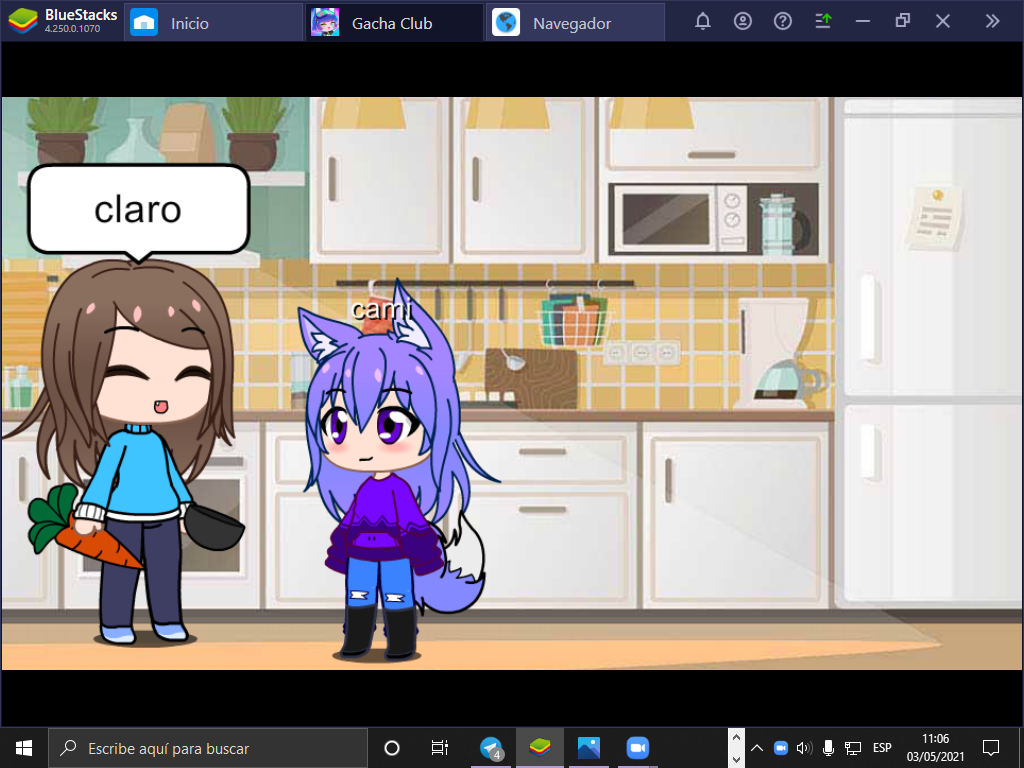 BlueStacks
4.250.0.1070
Inicio
Gacha Club
Navegador
claro
cami
Escribe aquí para buscar
4
ESP
11:06
03/05/2021